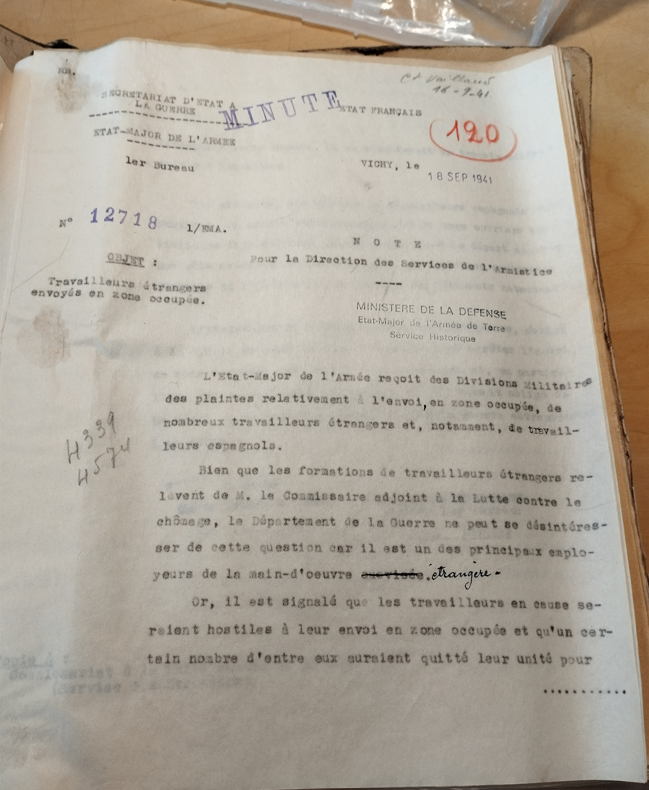 RR.
Ct Vaillaud
16-9-41
SECRETARIAT D'ETAT A
LA GUERRE
MINUTE
ETAT FRANÇAIS
120
ETAT-MAJOR DE L'ARMEE
1er Bureau
VICHY, le
18 SEP 1941
N° 12718 1/EMA.
N O T E
OBJET :
Pour la Direction des Services de l'Armistice
Travailleurs étrangers
envoyés en zone occupée.
MINISTERE DE LA DEFENSE
Etat-Major de l'Armée de Terre
Service Historique
L'Etat-Major de l'Armée reçoit des Divisions Militaires
des plaintes relativement à l'envoi, en zone occupée, de
nombreux travailleurs étrangers et, notamment, de travail-
leurs espagnols.
4339
4574
Bien que les formations de travailleurs étrangers re-
lèvent de M. le Commissaire adjoint à la Lutte contre le
chômage, le Département de la Guerre ne peut se désintéres-
ser de cette question car il est un des principaux emplo-
yeurs de la main-d'oeuvre étrangère.
Or, il est signalé que les travailleurs en cause se-
raient hostiles à leur envoi en zone occupée et qu'un cer-
tain nombre d'entre eux auraient quitté leur unité pour
............